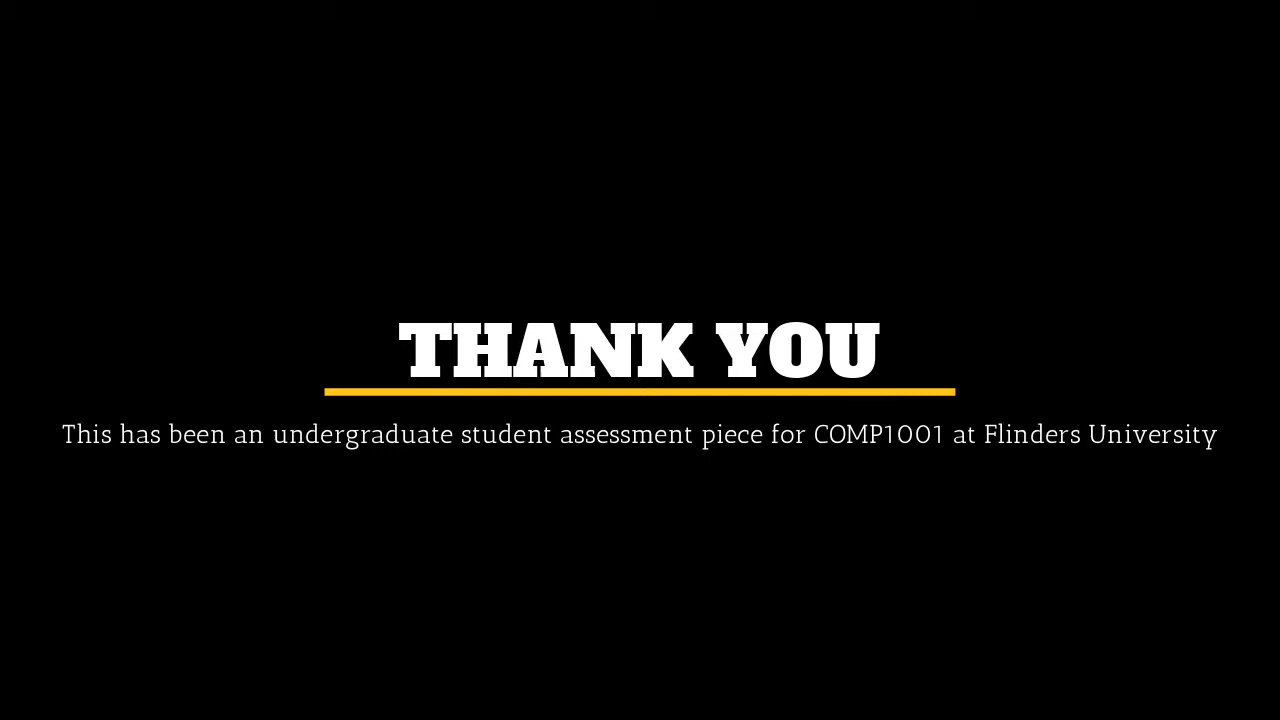 THANK YOU
This has been an undergraduate student assessment piece for COMP1001 at Flinders University